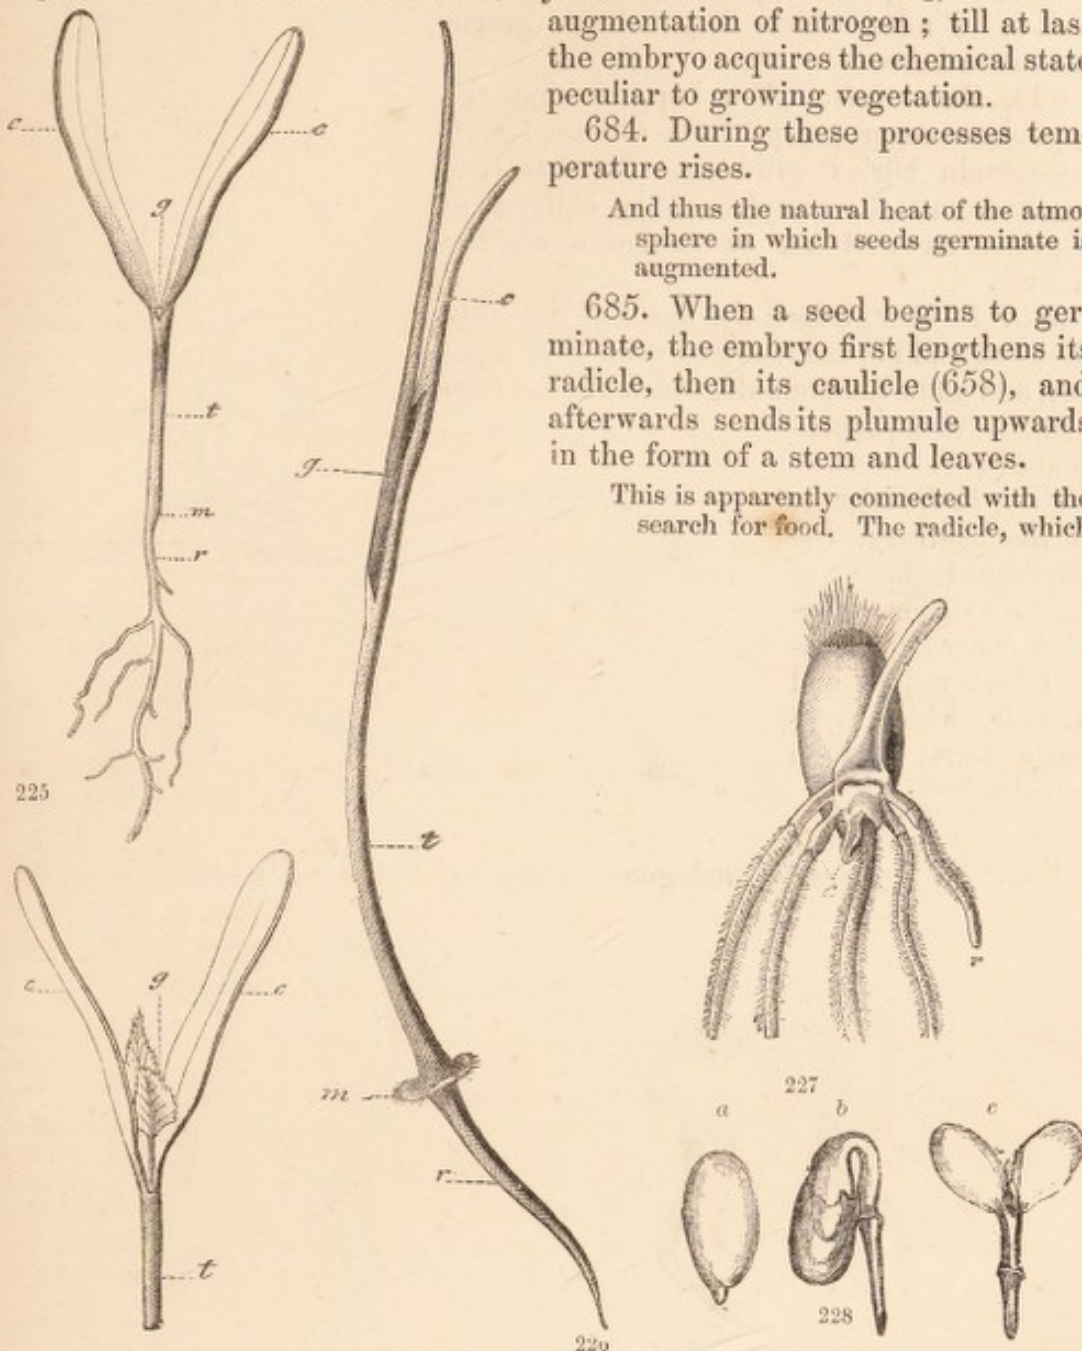 augmentation of nitrogen ; till at las
the embryo acquires the chemical state
peculiar to growing vegetation.
684. During these processes tem
perature rises.
And thus the natural heat of the atmo
sphere in which seeds germinate i
augmented.
685. When a seed begins to ger
minate, the embryo first lengthens its
radicle, then its caulicle (658), and
afterwards sends its plumule upwards
in the form of a stem and leaves.
This is apparently connected with the
search for food. The radicle, which
c
c
g
t
m
r
225
c
g
c
t
c
g
t
m
r
c
r
227
a
b
c
228